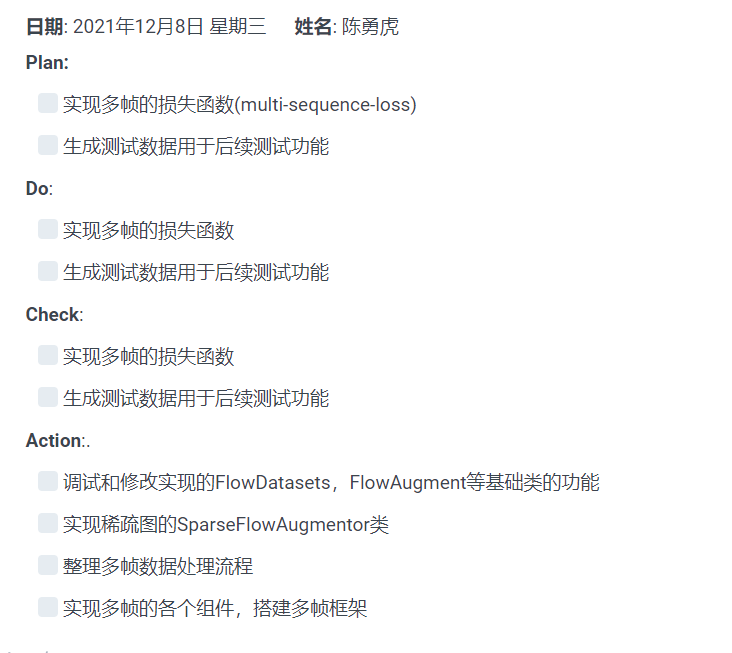 日期: 2021年12月8日 星期三 姓名: 陈勇虎
Plan:
实现多帧的损失函数(multi-sequence-loss)
生成测试数据用于后续测试功能
Do:
实现多帧的损失函数
生成测试数据用于后续测试功能
Check:
实现多帧的损失函数
生成测试数据用于后续测试功能
Action:.
调试和修改实现的FlowDatasets，FlowAugment等基础类的功能
实现稀疏图的SparseFlowAugmentor类
整理多帧数据处理流程
实现多帧的各个组件，搭建多帧框架